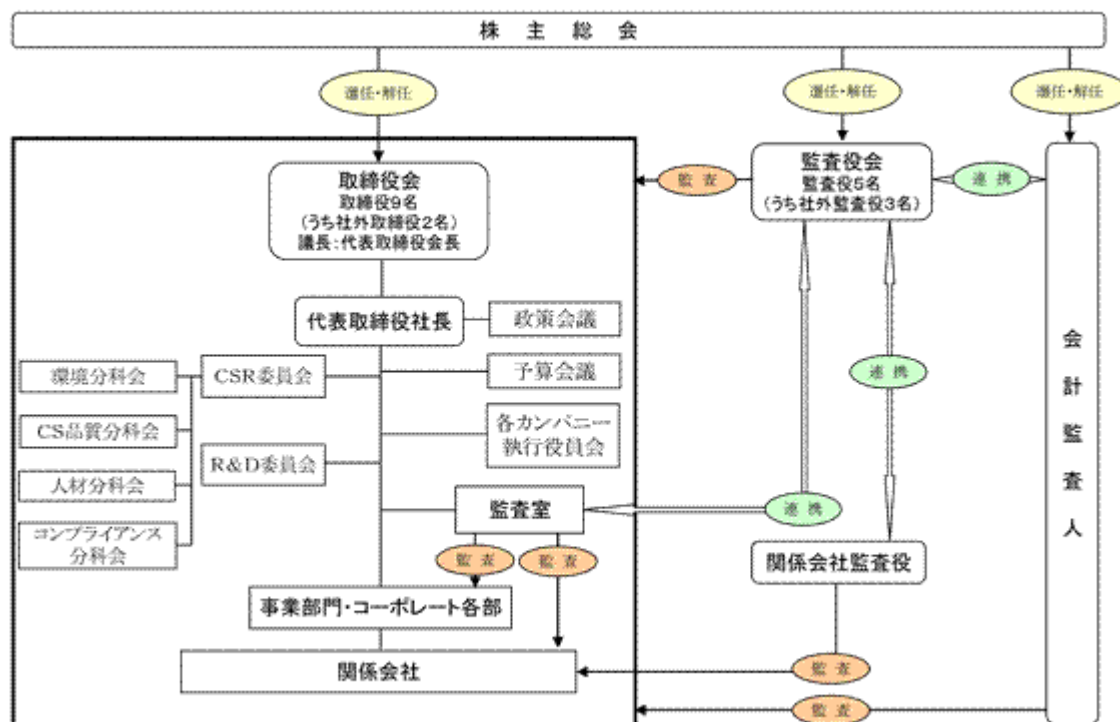 株主総会
選任・解任
選任・解任
選任・解任
取締役会
取締役9名
(うち社外取締役2名)
議長:代表取締役会長
監査
監査役会
監査役5名
(うち社外監査役3名)
連携
会計監査人
代表取締役社長
政策会議
環境分科会
CSR委員会
予算会議
連携
CS品質分科会
R&D委員会
各カンパニー
執行役員会
人材分科会
監査室
連携
コンプライアンス
分科会
監査
監査
関係会社監査役
事業部門・コーポレート各部
関係会社
監査
監査